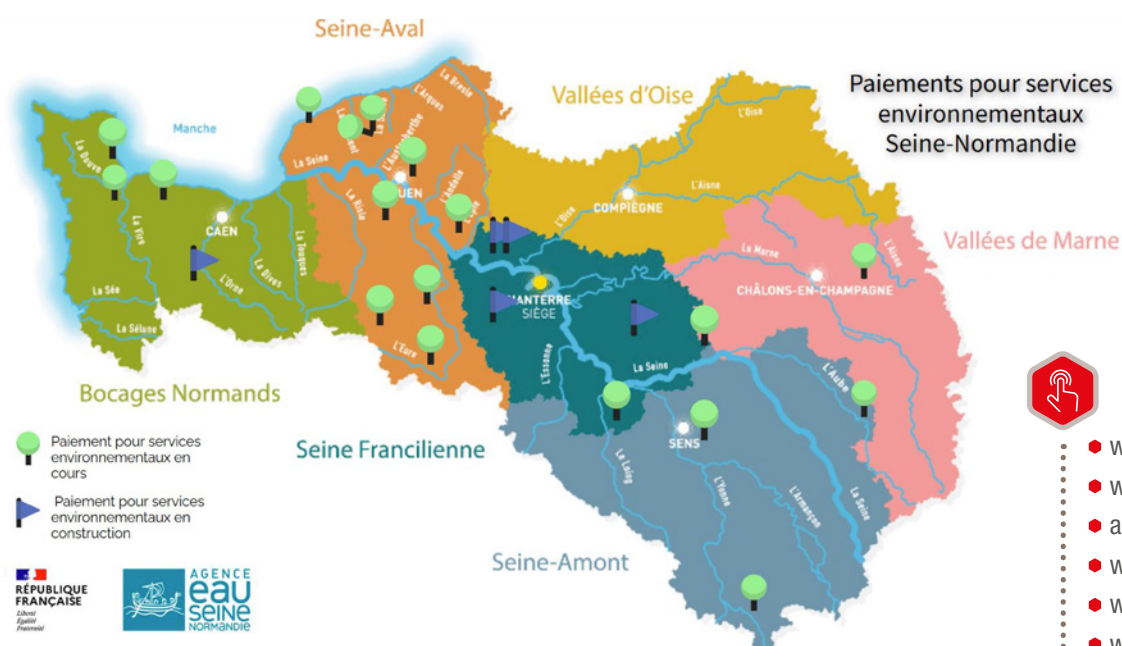 Seine-Aval
Vallées d'Oise
Paiements pour services
environnementaux
Seine-Normandie
Manche
La Bresle
L'Arques
L'Austreberthe
La Seine
L'Oise
La Douve
L'Andelle
L'Aisne
L'Oise
COMPIÈGNE
UEN
La Risle
CAEN
La Vire
La Touques
La Dives
L'Orne
La Marne
L'Aisne
Vallées de Marne
CHÂLONS-EN-CHAMPAGNE
La Sée
La Sélune
NANTERRE
SIÈGE
L'Eure
L'Essonne
La Seine
L'Aube
Bocages Normands
Seine Francilienne
SENS
Le Loing
L'Yonne
L'Armançon
La Seine
Seine-Amont
Paiement pour services
environnementaux en
cours
Paiement pour services
environnementaux en
construction
RÉPUBLIQUE
FRANÇAISE
Liberté
Égalité
Fraternité
AGENCE
eau
SEINE
NORMANDIE
w
w
a
w
w
w